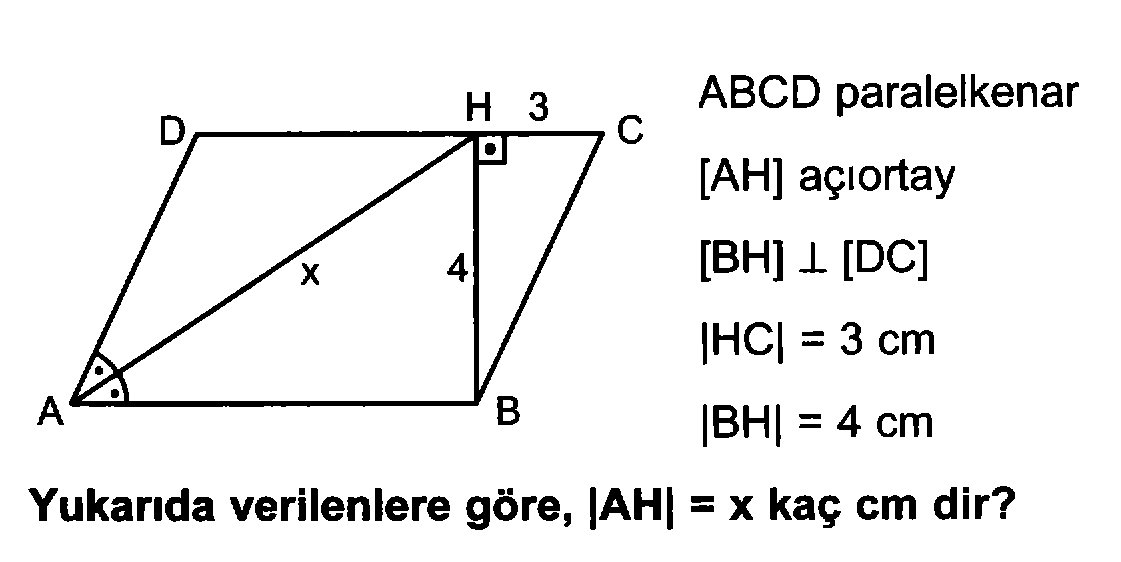 D H 3 C
x 4
A B
ABCD paralelkenar
[AH] açıortay
[BH] ⊥ [DC]
|HC| = 3 cm
|BH| = 4 cm
Yukarıda verilenlere göre, |AH| = x kaç cm dir?